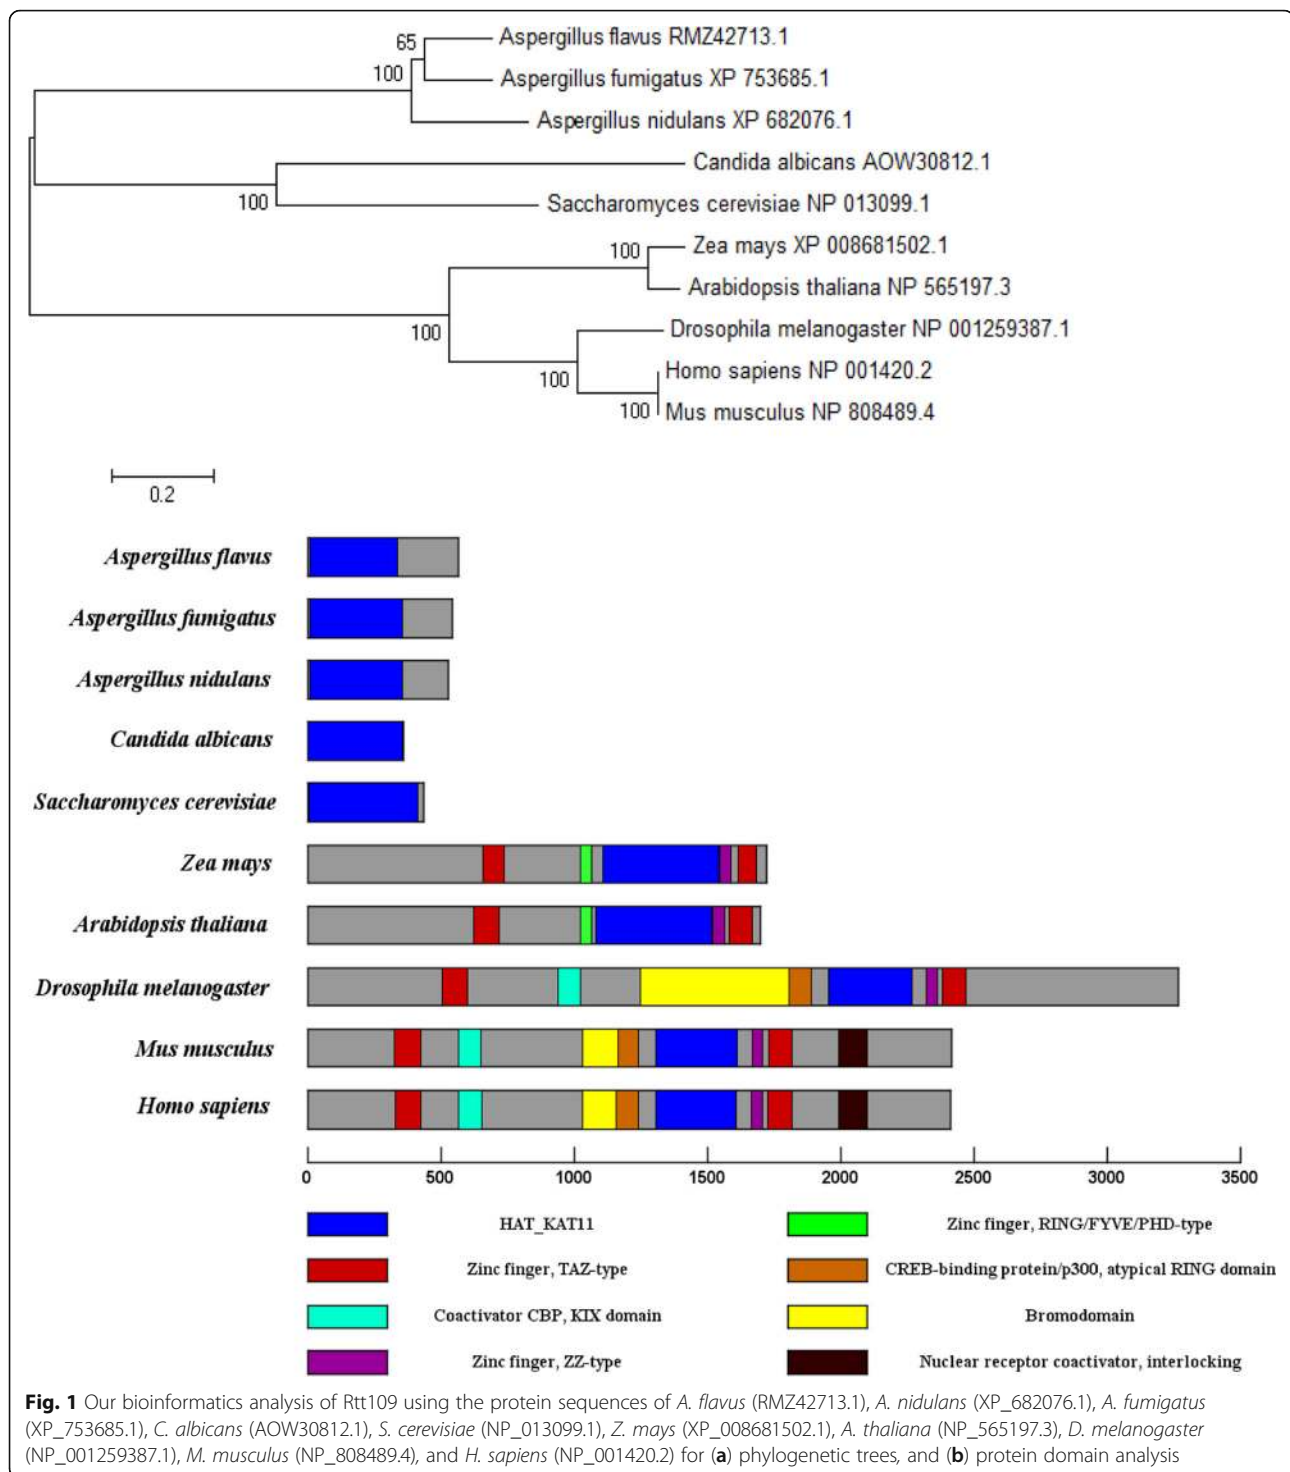 65
Aspergillus flavus RMZ42713.1
100
Aspergillus fumigatus XP 753685.1
Aspergillus nidulans XP 682076.1
Candida albicans AOW30812.1
100
Saccharomyces cerevisiae NP 013099.1
100
Zea mays XP 008681502.1
Arabidopsis thaliana NP 565197.3
100
Drosophila melanogaster NP 001259387.1
100
Homo sapiens NP 001420.2
100
Mus musculus NP 808489.4
0.2
Aspergillus flavus
Aspergillus fumigatus
Aspergillus nidulans
Candida albicans
Saccharomyces cerevisiae
Zea mays
Arabidopsis thaliana
Drosophila melanogaster
Mus musculus
Homo sapiens
0 500 1000 1500 2000 2500 3000 3500
HAT_KAT11
Zinc finger, RING/FYVE/PHD-type
Zinc finger, TAZ-type
CREB-binding protein/p300, atypical RING domain
Coactivator CBP, KIX domain
Bromodomain
Zinc finger, ZZ-type
Nuclear receptor coactivator, interlocking
Fig. 1 Our bioinformatics analysis of Rtt109 using the protein sequences of A. flavus (RMZ42713.1), A. nidulans (XP_682076.1), A. fumigatus
(XP_753685.1), C. albicans (AOW30812.1), S. cerevisiae (NP_013099.1), Z. mays (XP_008681502.1), A. thaliana (NP_565197.3), D. melanogaster
(NP_001259387.1), M. musculus (NP_808489.4), and H. sapiens (NP_001420.2) for (a) phylogenetic trees, and (b) protein domain analysis